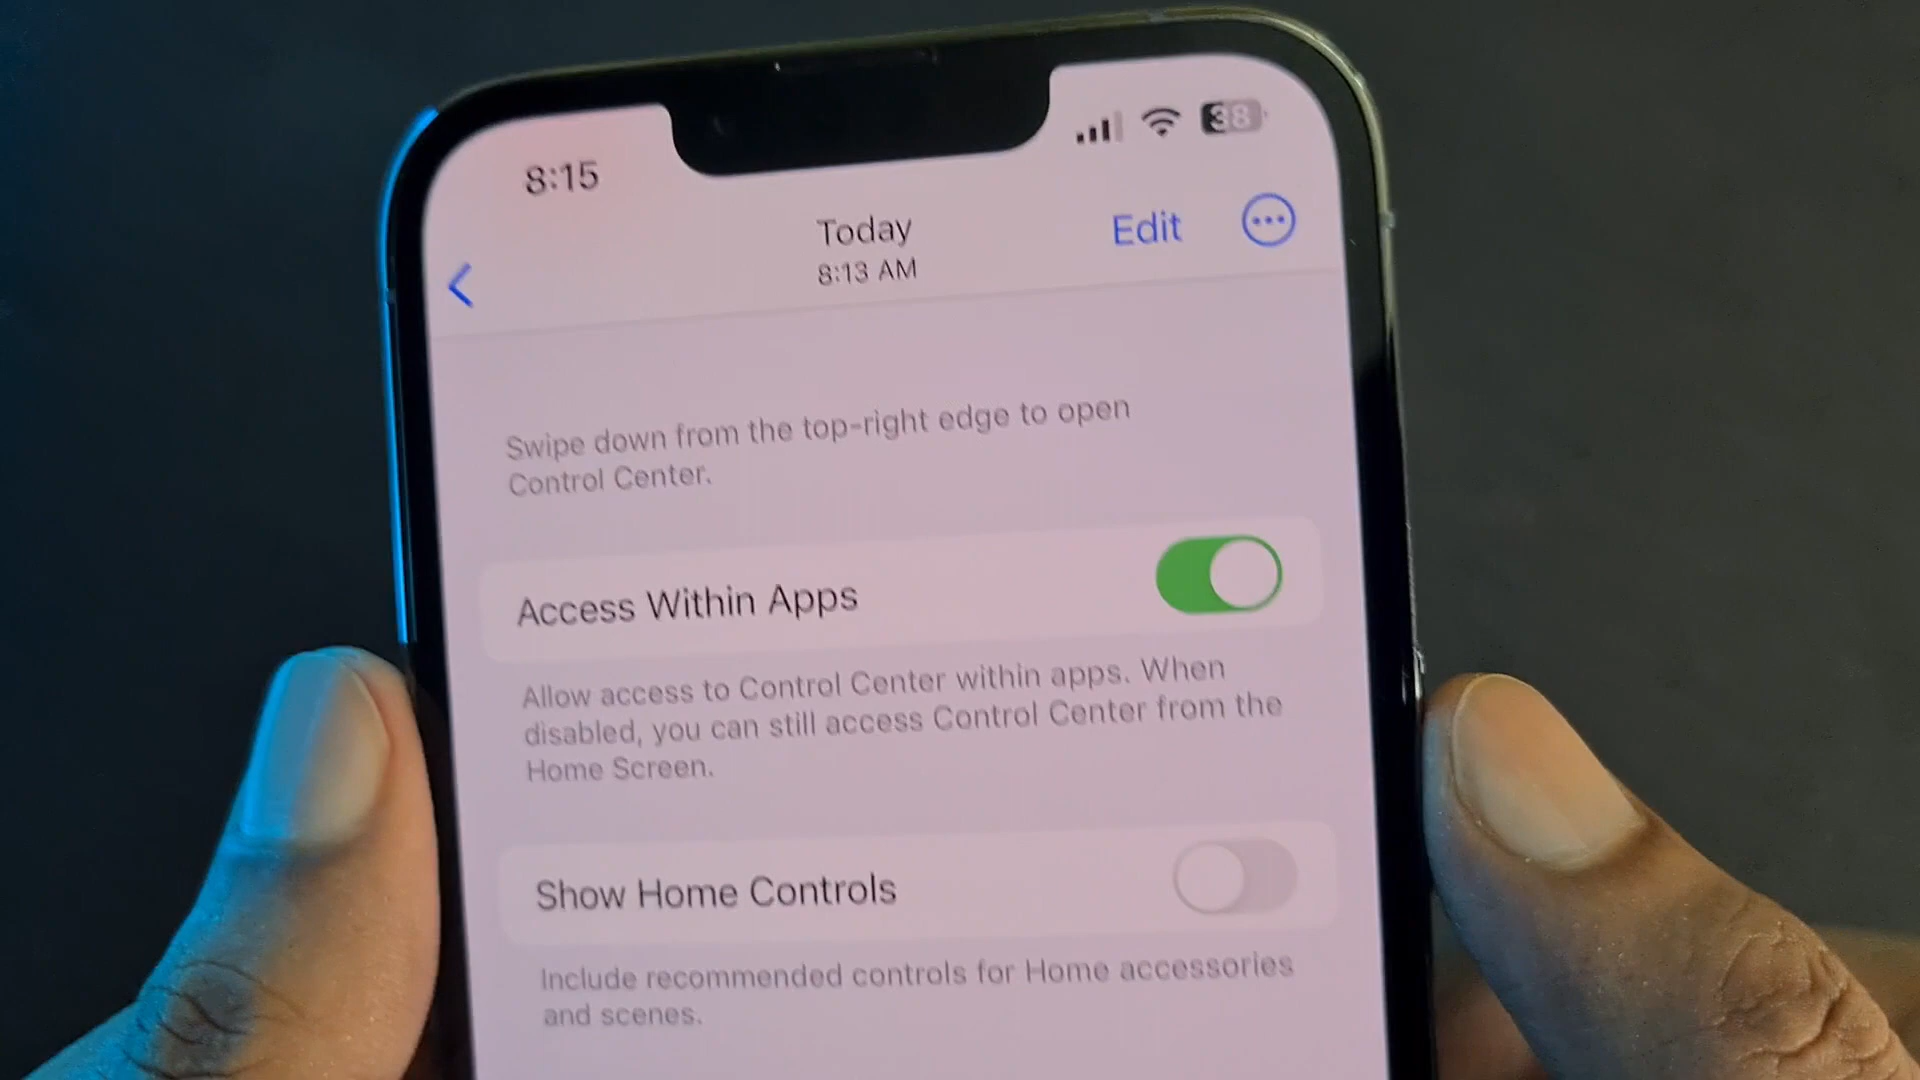 8:15
38
Today
8:13 AM
Edit
Swipe down from the top-right edge to open
Control Center.
Access Within Apps
Allow access to Control Center within apps. When
disabled, you can still access Control Center from the
Home Screen.
Show Home Controls
Include recommended controls for Home accessories
and scenes.